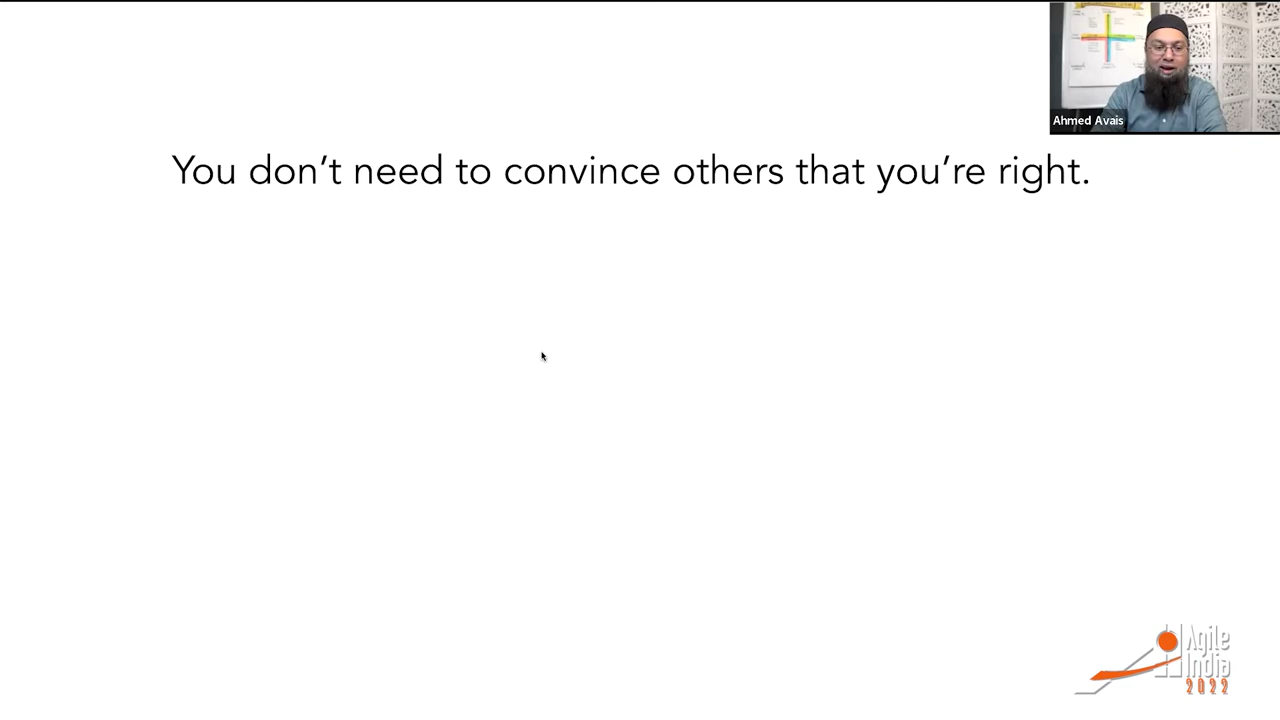 Ahmed Avais
You don’t need to convince others that you’re right.
Agile
India
2022